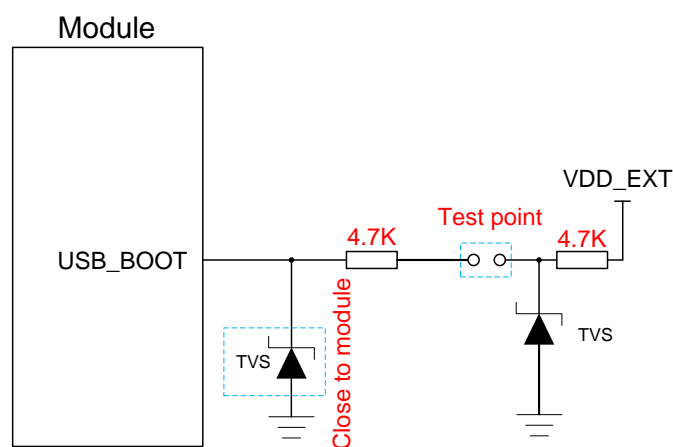 Module
VDD_EXT
Test point
4.7K
4.7K
USB_BOOT
TVS
Close to module
TVS